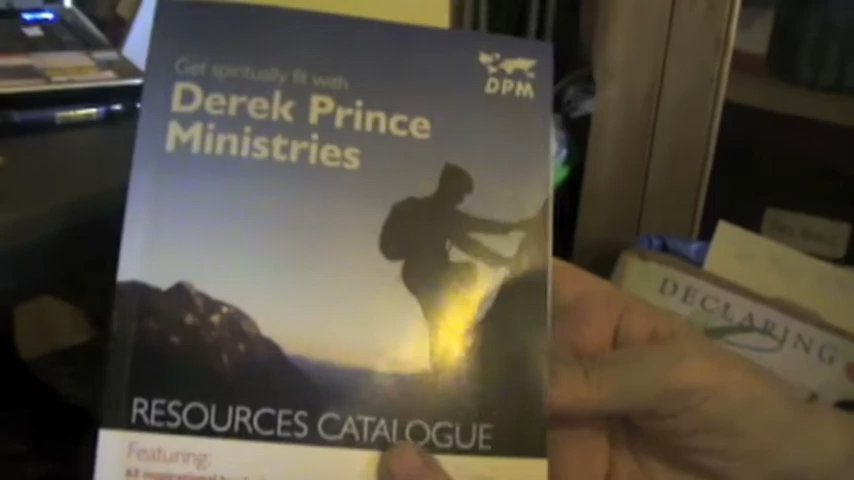 Get spiritually fit with
DPM
Derek Prince
Ministries
RESOURCES CATALOGUE
Featuring:
DECLARING